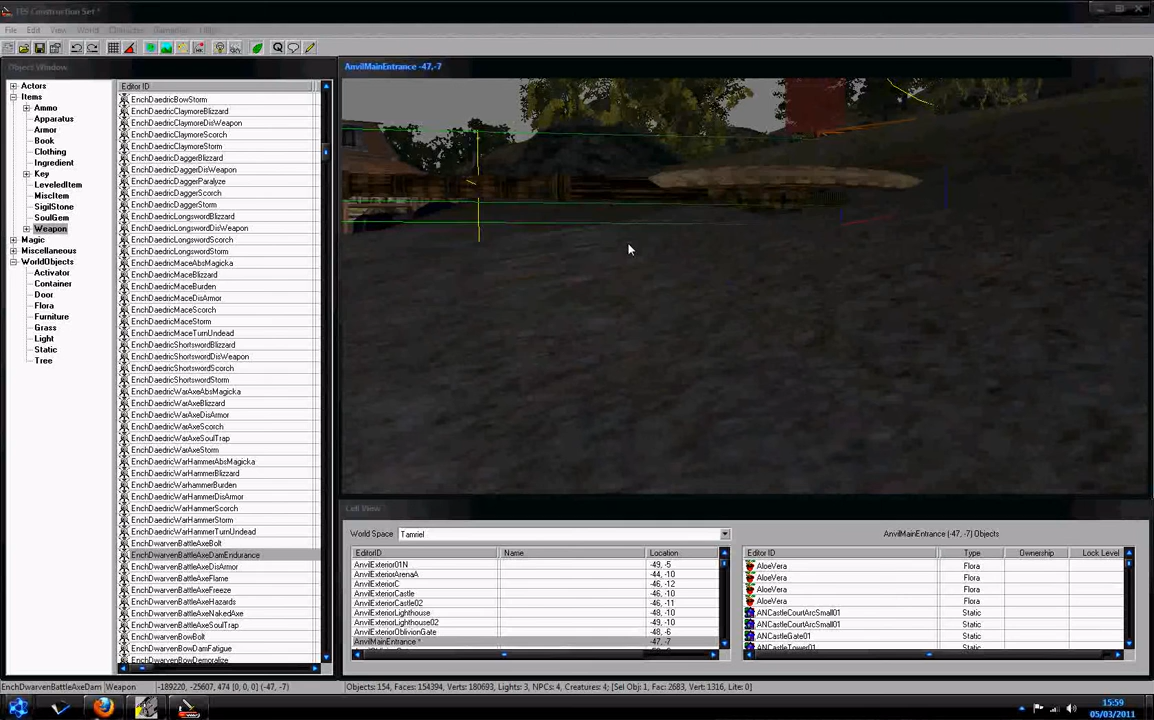 TES Construction Set *
File Edit View World Character Gameplay Help
Object Window
Actors
Items
Ammo
Apparatus
Armor
Book
Clothing
Ingredient
Key
LeveledItem
MiscItem
SigilStone
SoulGem
Weapon
Magic
Miscellaneous
WorldObjects
Activator
Container
Door
Flora
Furniture
Grass
Light
Static
Tree
Editor ID
EnchDaedricBowStorm
EnchDaedricClaymoreBlizzard
EnchDaedricClaymoreDisWeapon
EnchDaedricClaymoreScorch
EnchDaedricClaymoreStorm
EnchDaedricDaggerBlizzard
EnchDaedricDaggerDisWeapon
EnchDaedricDaggerParalyze
EnchDaedricDaggerScorch
EnchDaedricDaggerStorm
EnchDaedricLongswordBlizzard
EnchDaedricLongswordDisWeapon
EnchDaedricLongswordScorch
EnchDaedricLongswordStorm
EnchDaedricMaceAbsMagicka
EnchDaedricMaceBlizzard
EnchDaedricMaceBurden
EnchDaedricMaceDisArmor
EnchDaedricMaceScorch
EnchDaedricMaceStorm
EnchDaedricMaceTurnUndead
EnchDaedricShortswordBlizzard
EnchDaedricShortswordDisWeapon
EnchDaedricShortswordScorch
EnchDaedricShortswordStorm
EnchDaedricWarAxeAbsMagicka
EnchDaedricWarAxeBlizzard
EnchDaedricWarAxeDisArmor
EnchDaedricWarAxeScorch
EnchDaedricWarAxeSoulTrap
EnchDaedricWarAxeStorm
EnchDaedricWarHammerAbsMagicka
EnchDaedricWarHammerBlizzard
EnchDaedricWarhammerBurden
EnchDaedricWarHammerDisArmor
EnchDaedricWarHammerScorch
EnchDaedricWarHammerStorm
EnchDaedricWarHammerTurnUndead
EnchDwarvenBattleAxeBolt
EnchDwarvenBattleAxeDamEndurance
EnchDwarvenBattleAxeDisArmor
EnchDwarvenBattleAxeFlame
EnchDwarvenBattleAxeFreeze
EnchDwarvenBattleAxeHazards
EnchDwarvenBattleAxeNakedAxe
EnchDwarvenBattleAxeSoulTrap
EnchDwarvenBowBolt
EnchDwarvenBowDamFatigue
EnchDwarvenBowDemoralize
AnvilMainEntrance -47,-7
Cell View
World Space Tamriel
EditorID Name Location
AnvilExterior01N -49, -5
AnvilExteriorArenaA -44, -10
AnvilExteriorC -46, -12
AnvilExteriorCastle -46, -10
AnvilExteriorCastle02 -46, -11
AnvilExteriorLighthouse -49, -10
AnvilExteriorLighthouse02 -49, -10
AnvilExteriorOblivionGate -48, -6
AnvilMainEntrance * -47, -7
AnvilMainEntrance (-47, -7) Objects
Editor ID Type Ownership Lock Level
AloeVera Flora
AloeVera Flora
AloeVera Flora
AloeVera Flora
ANCastleCourtArcSmall01 Static
ANCastleCourtArcSmall01 Static
ANCastleGate01 Static
ANCastleTower01 Static
EnchDwarvenBattleAxeDam Weapon -189220, -25607, 474 [0, 0, 0] (-47, -7) Objects: 154, Faces: 154394, Verts: 180693, Lights: 3, NPCs: 4, Creatures: 4; [Sel Obj: 1, Face: 2683, Vert: 1316, Lite: 0]
15:59
05/03/2011